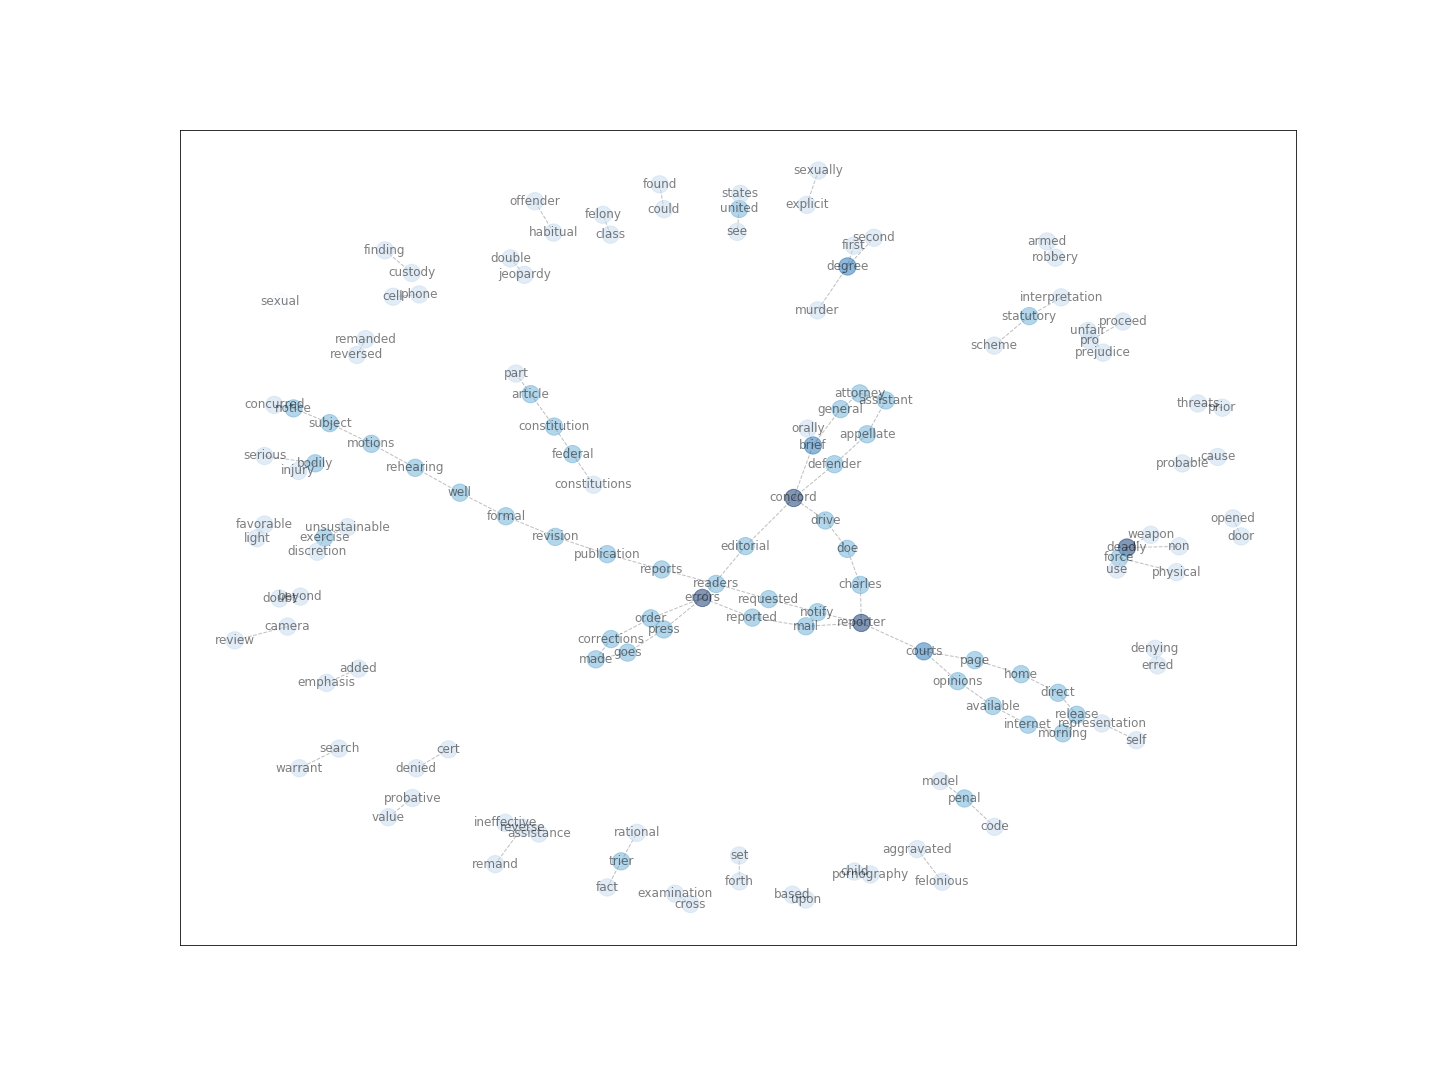 sexually
found
states
offender
could
united
explicit
felony
habitual
class
see
second
first
armed
finding
double
robbery
degree
custody
jeopardy
cell
phone
sexual
interpretation
murder
statutory
proceed
unfair
remanded
pro
scheme
reversed
prejudice
part
article
attorney
assistant
concurred
notice
general
threats
prior
subject
constitution
orally
motions
brief
appellate
serious
bodily
federal
cause
injury
rehearing
defender
probable
constitutions
well
concord
formal
drive
opened
favorable
unsustainable
weapon
door
light
exercise
revision
discretion
editorial
doe
deadly
non
publication
force
reports
use
physical
readers
charles
doubt
beyond
errors
requested
notify
order
reported
camera
press
mail
reporter
review
corrections
denying
made
goes
courts
page
erred
added
opinions
home
emphasis
direct
available
release
internet
representation
morning
self
search
cert
warrant
denied
model
probative
penal
value
ineffective
reverse
code
assistance
rational
aggravated
remand
trier
set
child
pornography
fact
forth
felonious
examination
based
cross
upon